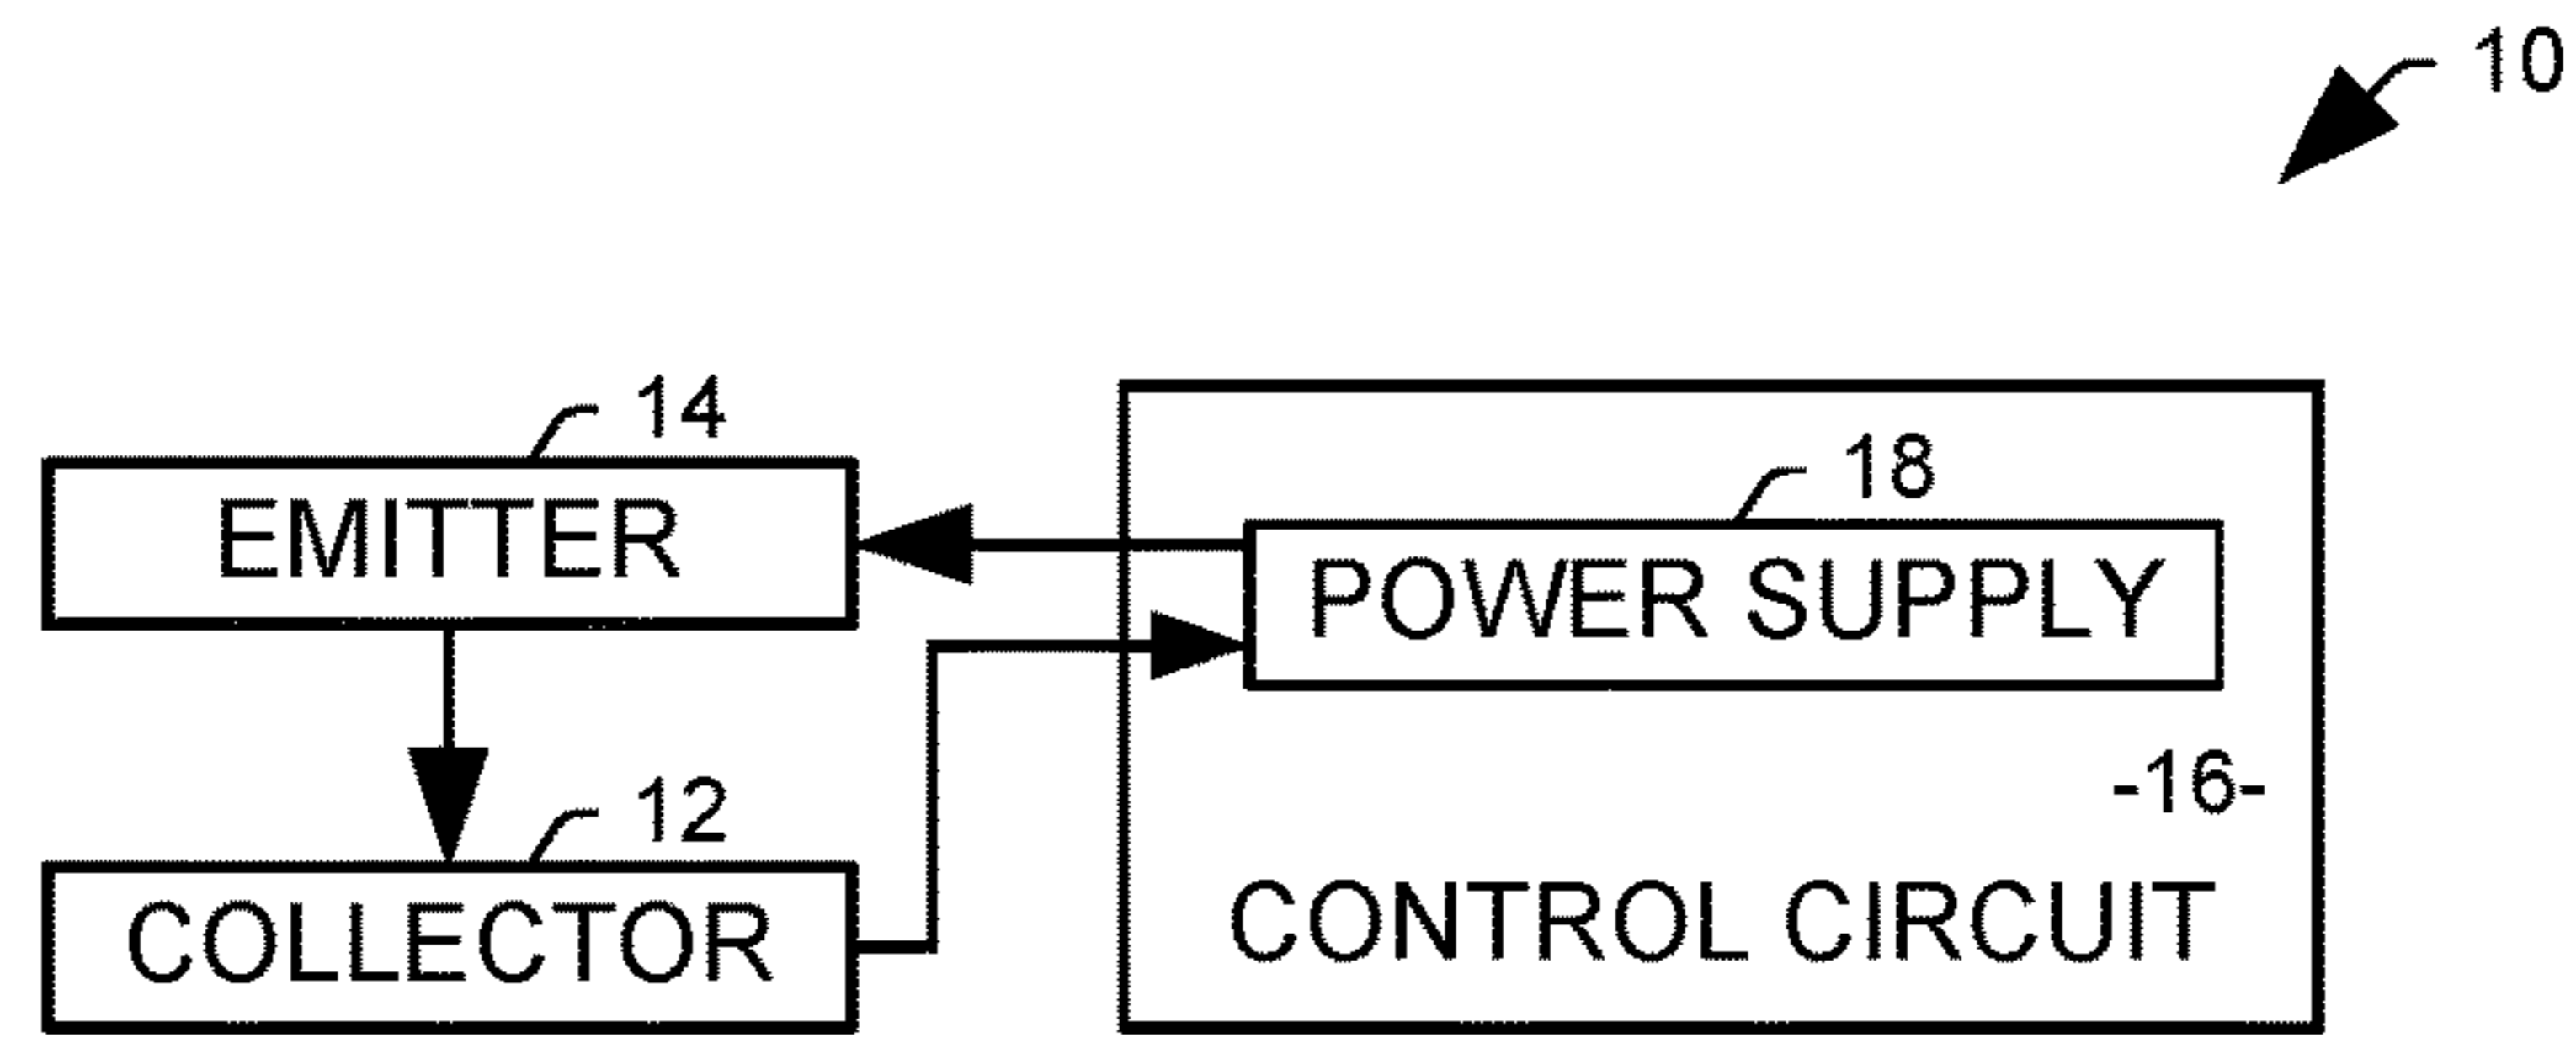 10
14
EMITTER
18
POWER SUPPLY
-16-
12
COLLECTOR
CONTROL CIRCUIT